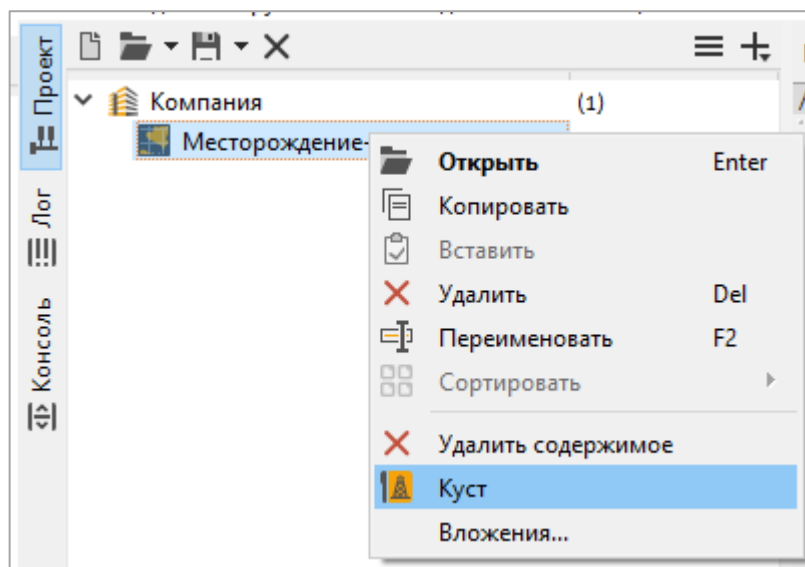 Проект
Лог
Консоль
Компания (1)
Месторождение-
Открыть Enter
Копировать
Вставить
Удалить Del
Переименовать F2
Сортировать
Удалить содержимое
Куст
Вложения...